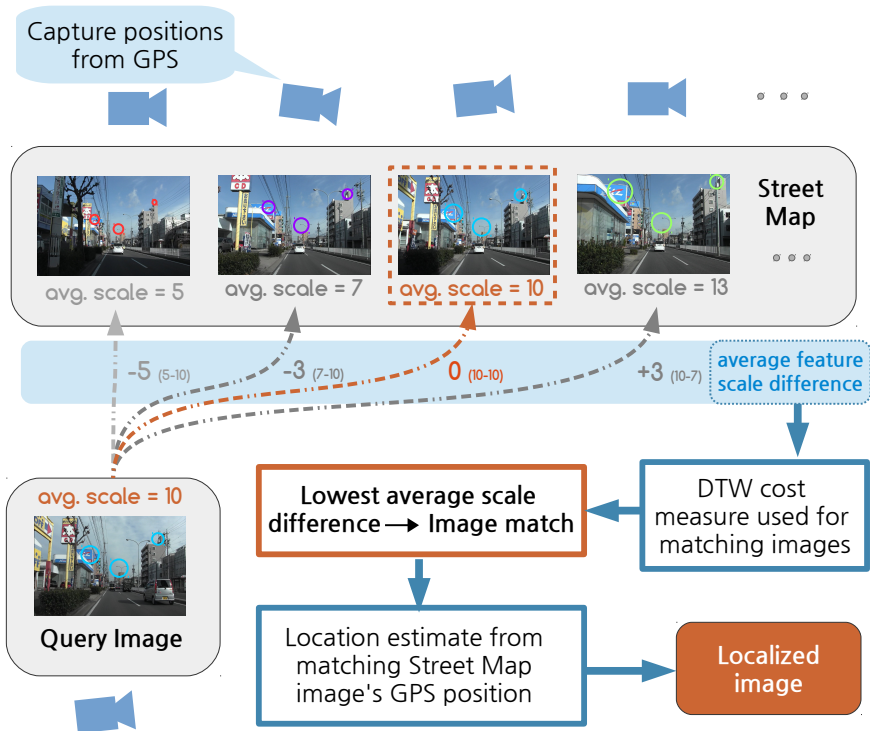 Capture positions
from GPS
Street
Map
avg. scale = 5
avg. scale = 7
avg. scale = 10
avg. scale = 13
-5 (5-10)
-3 (7-10)
0 (10-10)
+3 (10-7)
average feature
scale difference
avg. scale = 10
Query Image
Lowest average scale
difference → Image match
DTW cost
measure used for
matching images
Location estimate from
matching Street Map
image's GPS position
Localized
image